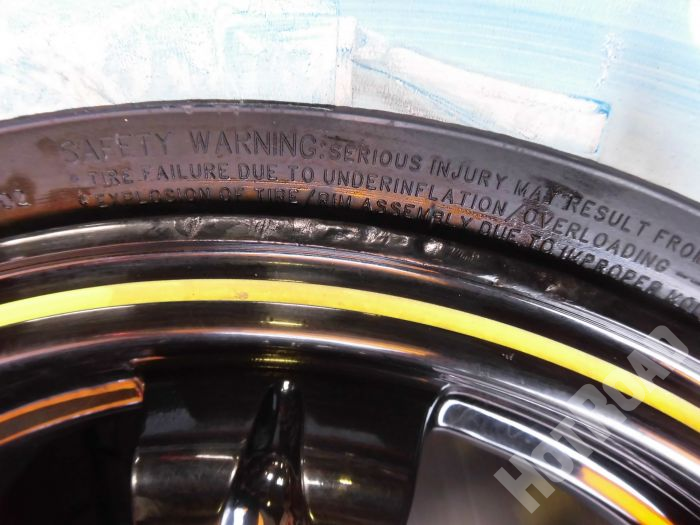 SAFETY WARNING: SERIOUS INJURY MAY RESULT FROM
• TIRE FAILURE DUE TO UNDERINFLATION/OVERLOADING -
EXPLOSION OF TIRE/RIM ASSEMBLY DUE TO IMPROPER
HOTROAD